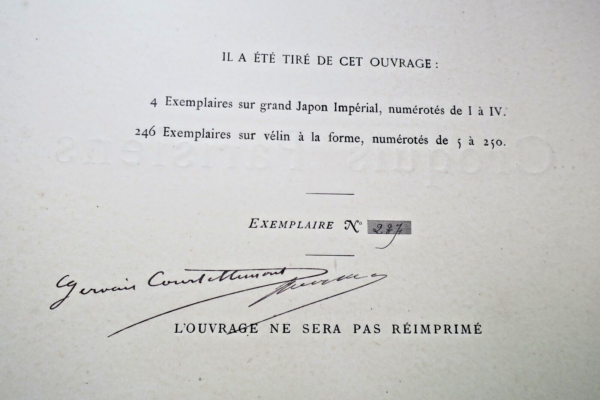 IL A ÉTÉ TIRÉ DE CET OUVRAGE :
4 Exemplaires sur grand Japon Impérial, numérotés de I à IV.
246 Exemplaires sur vélin à la forme, numérotés de 5 à 250.
EXEMPLAIRE N° 227
Gervais Courtellemont
L'OUVRAGE NE SERA PAS RÉIMPRIMÉ